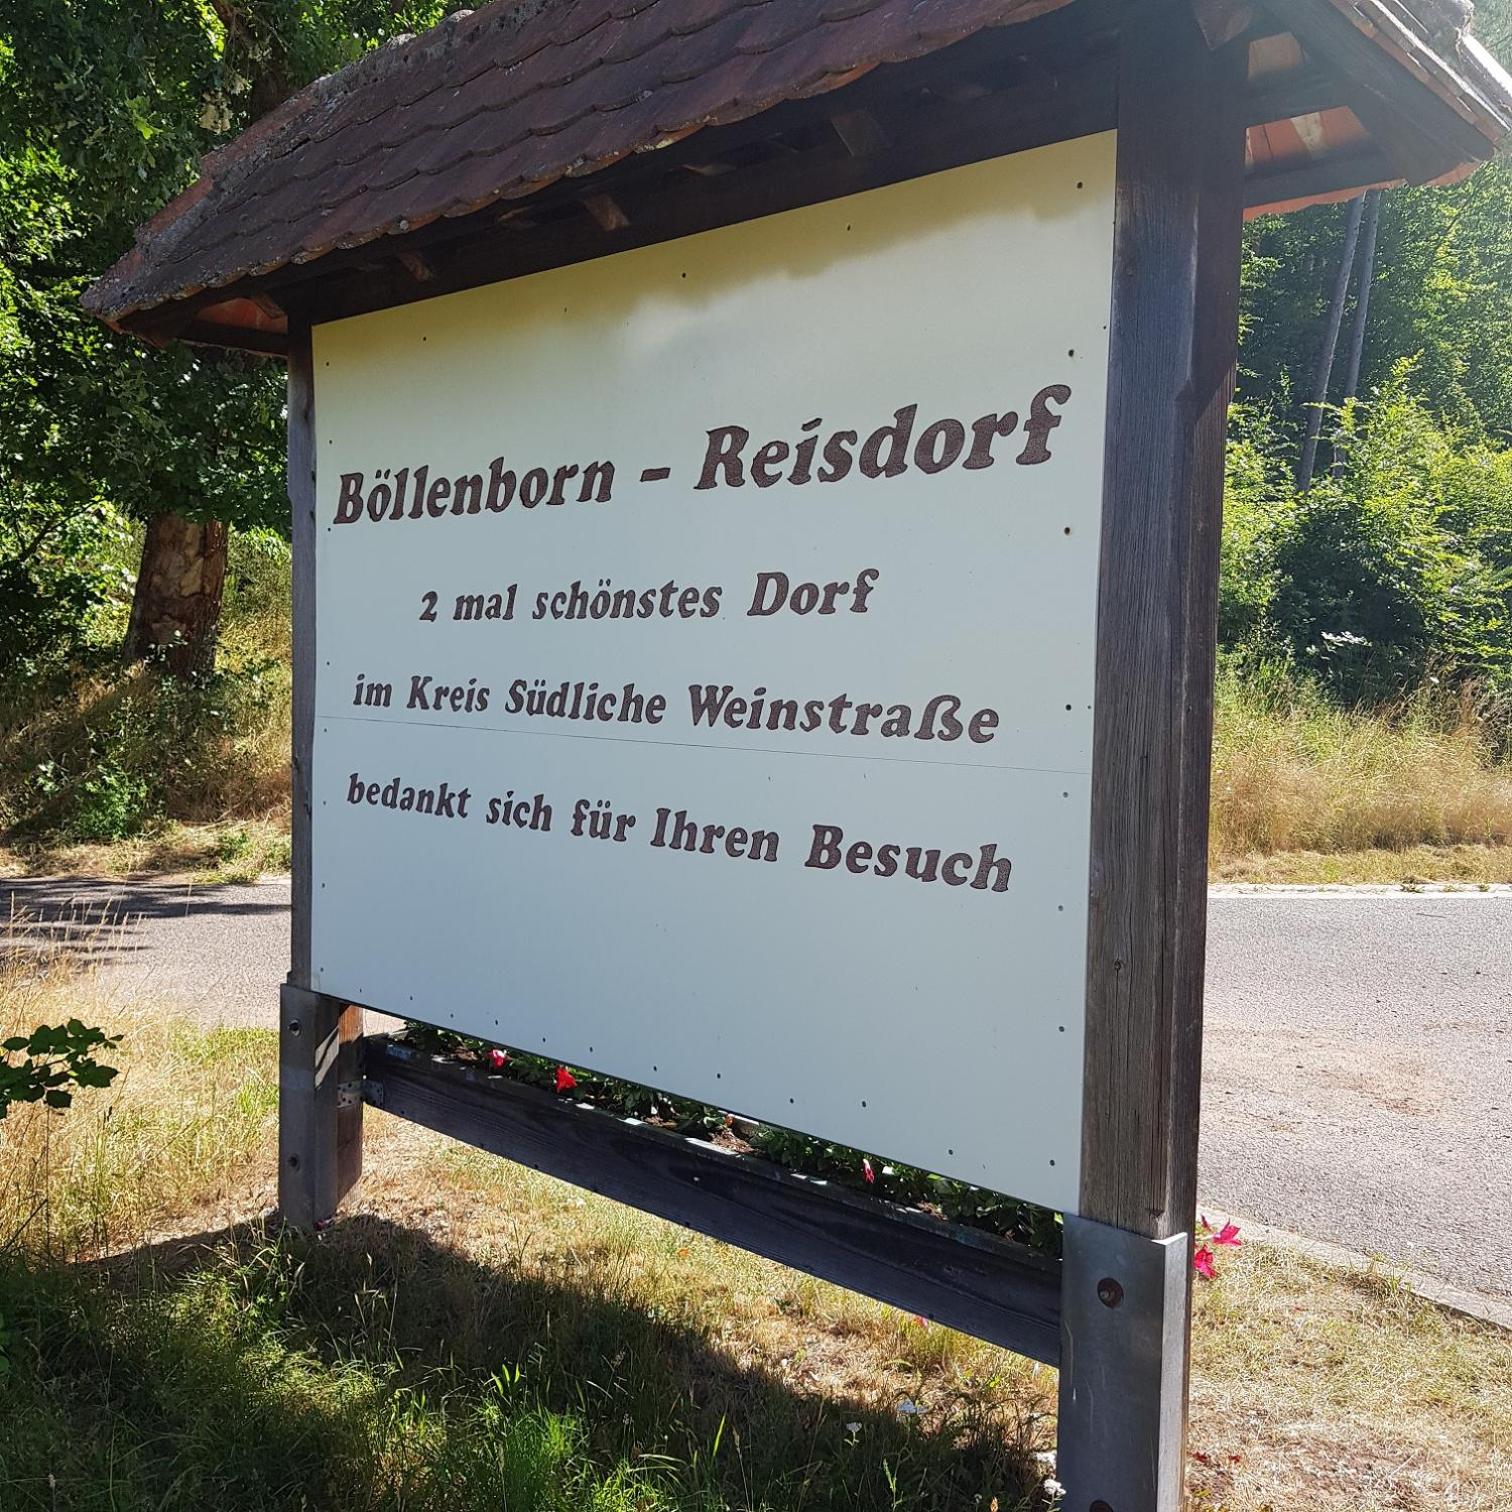 Böllenborn - Reisdorf
2 mal schönstes Dorf
im Kreis Südliche Weinstraße
bedankt sich für Ihren Besuch